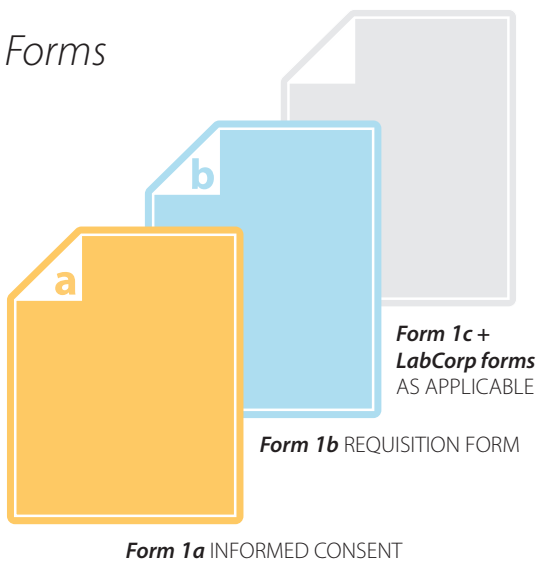 Forms
b
a
Form 1c +
LabCorp forms
AS APPLICABLE
Form 1b REQUISITION FORM
Form 1a INFORMED CONSENT